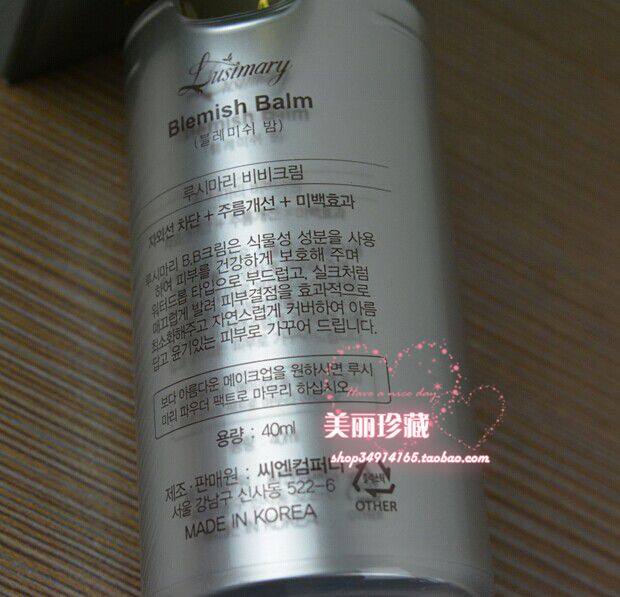 Lustmary
Blemish Balm
(블레미쉬 밤)
루시마리 비비크림
자외선 차단 + 주름개선 + 미백효과
루시마리 B.B크림은 식물성 성분을 사용
하여 피부를 건강하게 보호해 주며
워터드롭 타입으로 부드럽고, 실크처럼
매끄럽게 발려 피부결점을 효과적으로
최소화해주고 자연스럽게 커버하여 아름
답고 윤기있는 피부로 가꾸어 드립니다.
보다 아름다운 메이크업을 원하시면 루시
마리 파우더 팩트로 마무리 하십시오
Have a nice day
美丽珍藏
shop34914165.taobao.com
용량 : 40ml
제조·판매원 : 씨엔컴퍼니
서울 강남구 신사동 522-6
MADE IN KOREA
OTHER